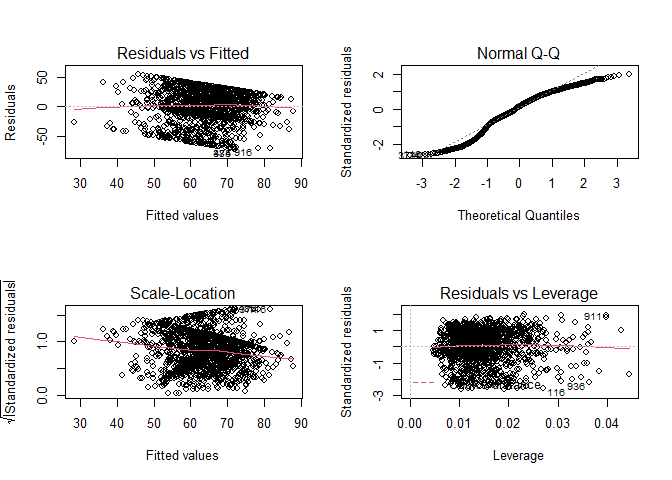 Residuals vs Fitted
Residuals
50
0
-50
916
30 40 50 60 70 80 90
Fitted values
Normal Q-Q
Standardized residuals
2
0
-2
-3 -2 -1 0 1 2 3
Theoretical Quantiles
Scale-Location
√|Standardized residuals|
1.0
0.0
30 40 50 60 70 80 90
Fitted values
Residuals vs Leverage
Standardized residuals
1
-1
-3
9110
936
116
0.00 0.01 0.02 0.03 0.04
Leverage